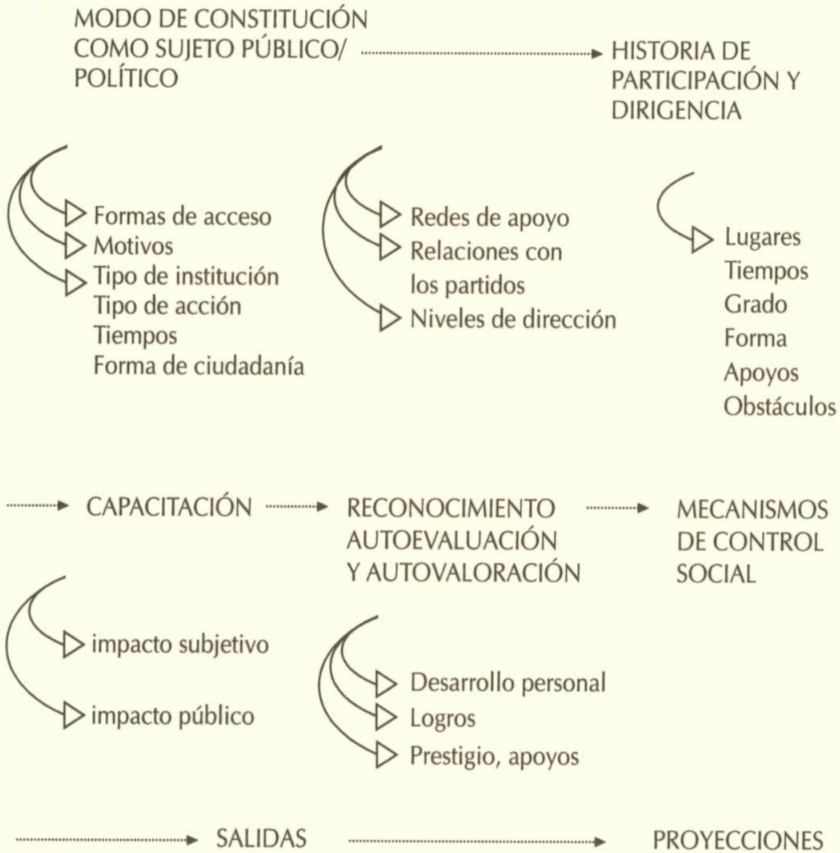 MODO DE CONSTITUCIÓN
COMO SUJETO PÚBLICO/
POLÍTICO
HISTORIA DE
PARTICIPACIÓN Y
DIRIGENCIA
Formas de acceso
Motivos
Tipo de institución
Tipo de acción
Tiempos
Forma de ciudadanía
Redes de apoyo
Relaciones con
los partidos
Niveles de dirección
Lugares
Tiempos
Grado
Forma
Apoyos
Obstáculos
CAPACITACIÓN
RECONOCIMIENTO
AUTOEVALUACIÓN
Y AUTOVALORACIÓN
MECANISMOS
DE CONTROL
SOCIAL
impacto subjetivo
impacto público
Desarrollo personal
Logros
Prestigio, apoyos
SALIDAS
PROYECCIONES